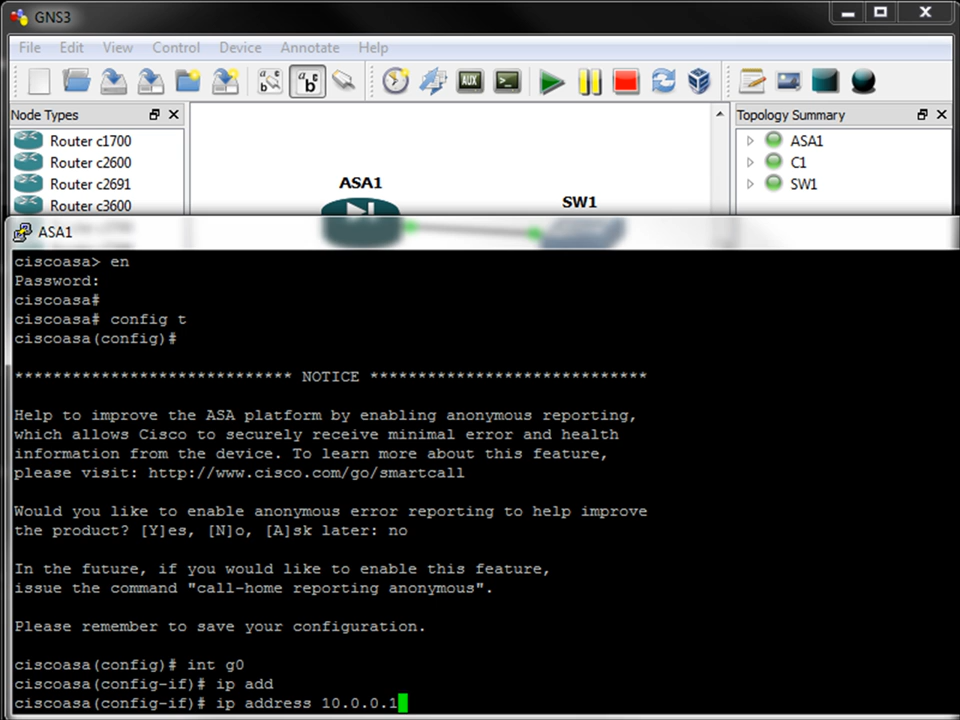 GNS3
File Edit View Control Device Annotate Help
AUX
Node Types
Topology Summary
Router c1700
Router c2600
Router c2691
Router c3600
ASA1
SW1
ASA1
C1
SW1
ASA1
ciscoasa> en
Password:
ciscoasa#
ciscoasa# config t
ciscoasa(config)#
***************************** NOTICE *****************************
Help to improve the ASA platform by enabling anonymous reporting,
which allows Cisco to securely receive minimal error and health
information from the device. To learn more about this feature,
please visit: http://www.cisco.com/go/smartcall
Would you like to enable anonymous error reporting to help improve
the product? [Y]es, [N]o, [A]sk later: no
In the future, if you would like to enable this feature,
issue the command "call-home reporting anonymous".
Please remember to save your configuration.
ciscoasa(config)# int g0
ciscoasa(config-if)# ip add
ciscoasa(config-if)# ip address 10.0.0.1